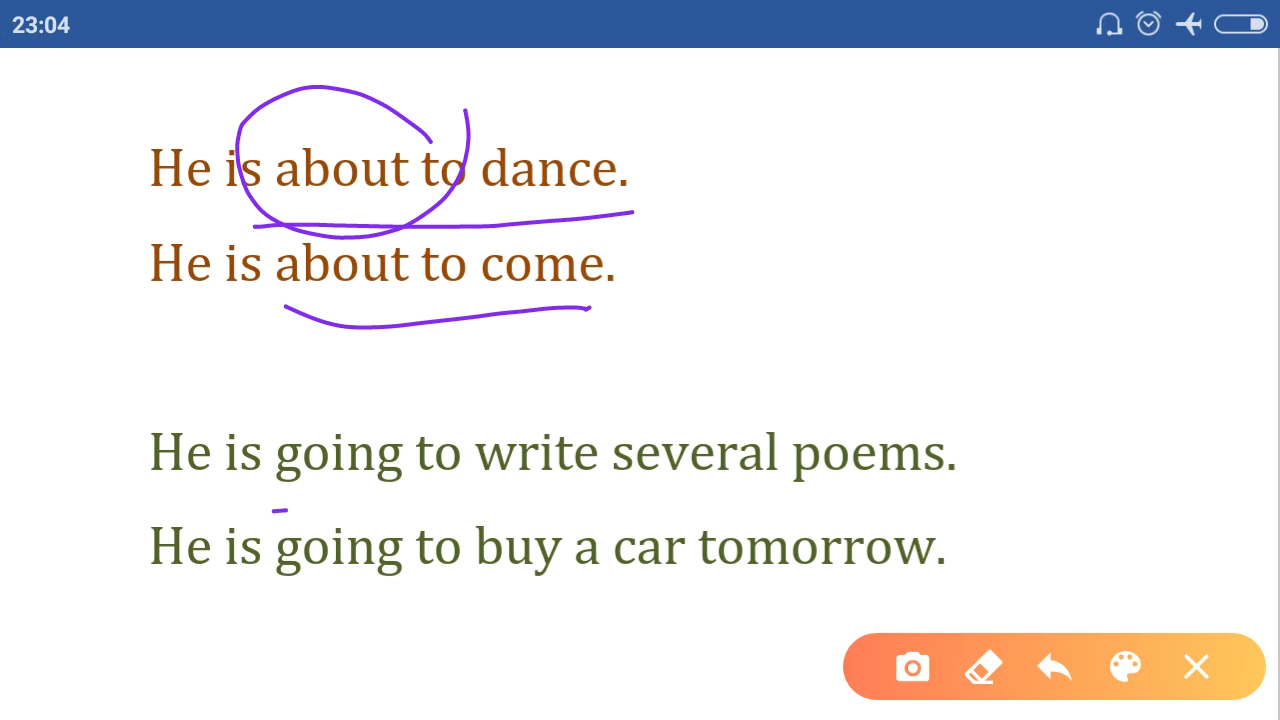 23:04
He is about to dance.
He is about to come.
He is going to write several poems.
He is going to buy a car tomorrow.